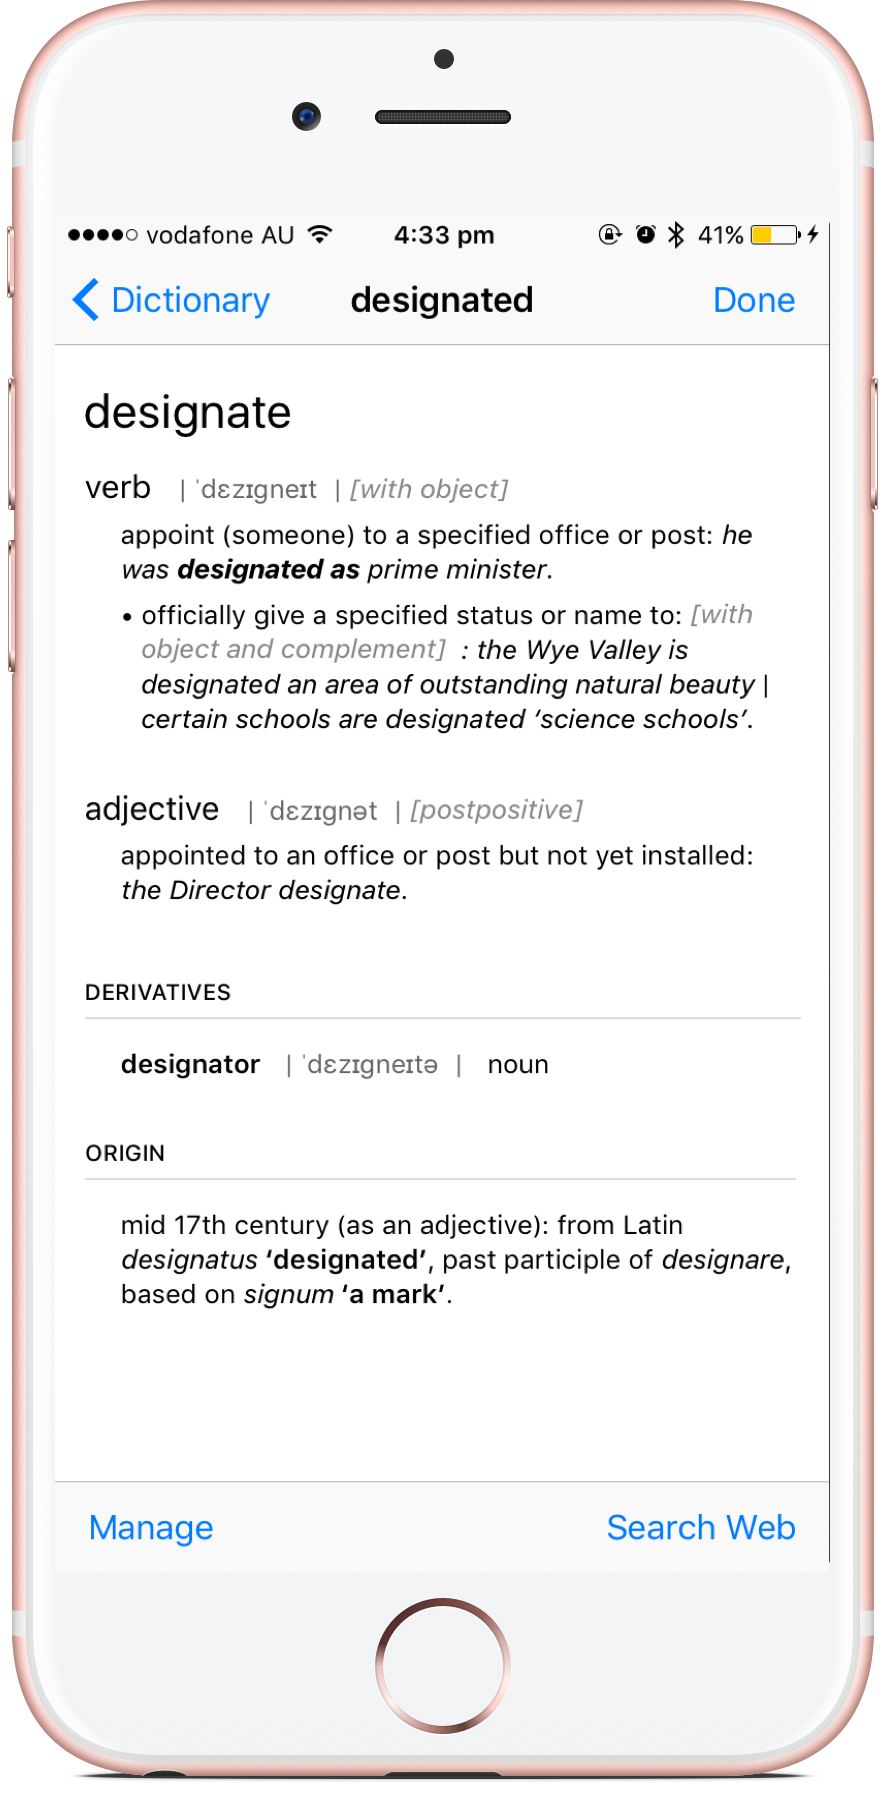 vodafone AU 4:33 pm 41%
Dictionary designated Done
designate
verb | ˈdɛzɪɡneɪt | [with object]
appoint (someone) to a specified office or post: he
was designated as prime minister.
• officially give a specified status or name to: [with
object and complement] : the Wye Valley is
designated an area of outstanding natural beauty |
certain schools are designated ‘science schools’.
adjective | ˈdɛzɪɡnət | [postpositive]
appointed to an office or post but not yet installed:
the Director designate.
DERIVATIVES
designator | ˈdɛzɪɡneɪtə | noun
ORIGIN
mid 17th century (as an adjective): from Latin
designatus ‘designated’, past participle of designare,
based on signum ‘a mark’.
Manage Search Web